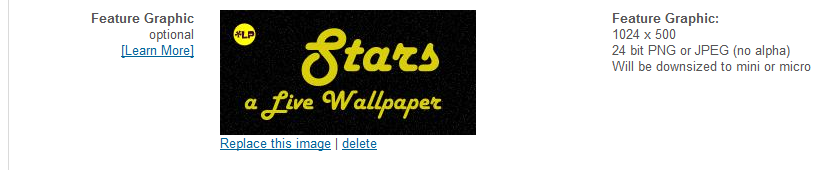 Feature Graphic
optional
[Learn More]
*LP
Stars
a Live Wallpaper
Replace this image | delete
Feature Graphic:
1024 x 500
24 bit PNG or JPEG (no alpha)
Will be downsized to mini or micro